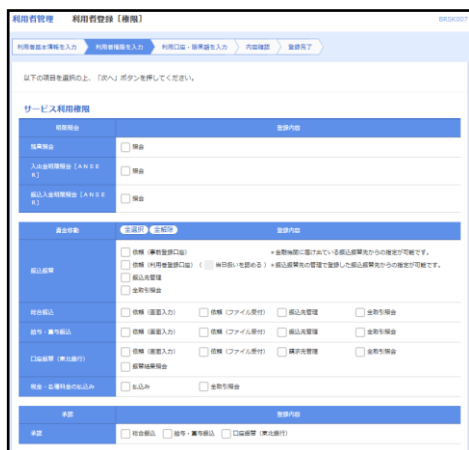 利用者管理　利用者登録［権限］
BRSK007
利用者基本情報を入力　利用者権限を入力　利用口座・限度額を入力　内容確認　登録完了
以下の項目を選択の上、「次へ」ボタンを押してください。
サービス利用権限
明細照会　登録内容
残高照会　照会
入出金明細照会［ＡＮＳＥＲ］　照会
振込入金明細照会［ＡＮＳＥＲ］　照会
資金移動　全選択　全解除　登録内容
振込振替
依頼（事前登録口座）　＊金融機関に届け出ている振込振替先からの指定が可能です。
依頼（利用者登録口座）（　当日扱いを認める）＊振込振替先の管理で登録した振込振替先からの指定が可能です。
振込先管理
全取引照会
総合振込　依頼（画面入力）　依頼（ファイル受付）　振込先管理　全取引照会
給与・賞与振込　依頼（画面入力）　依頼（ファイル受付）　振込先管理　全取引照会
口座振替（東北銀行）　依頼（画面入力）　依頼（ファイル受付）　請求先管理　全取引照会
振替結果照会
税金・各種料金の払込み　払込み　全取引照会
承認　登録内容
承認　総合振込　給与・賞与振込　口座振替（東北銀行）